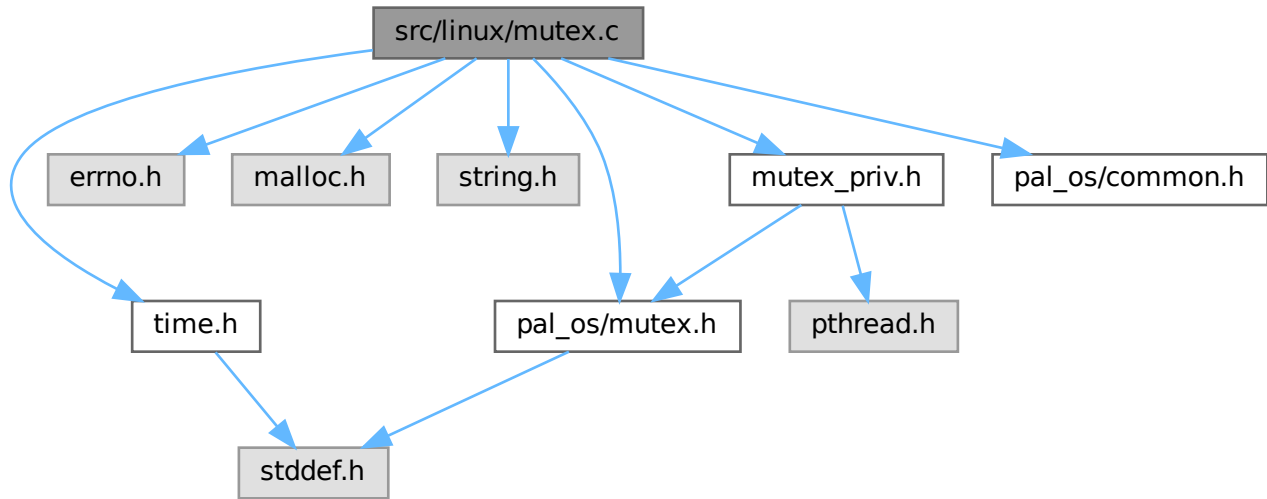 src/linux/mutex.c
errno.h
malloc.h
string.h
mutex_priv.h
pal_os/common.h
time.h
pal_os/mutex.h
pthread.h
stddef.h